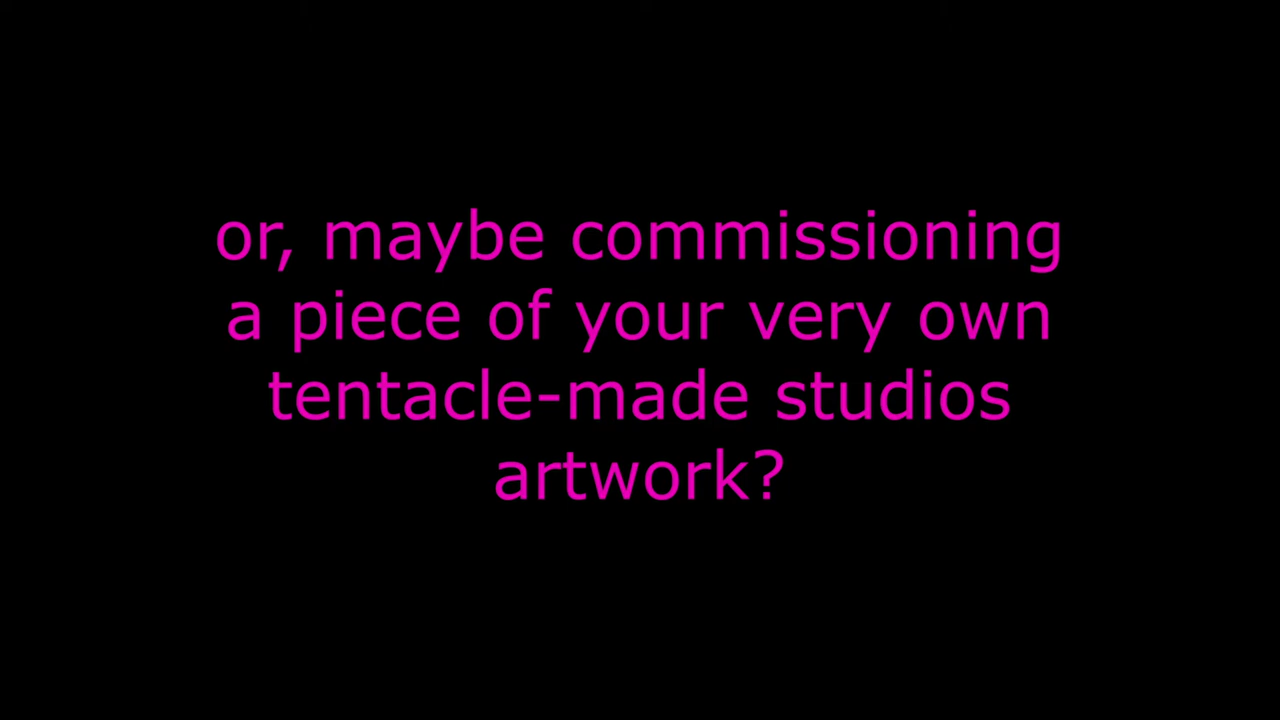 or, maybe commissioning
a piece of your very own
tentacle-made studios
artwork?